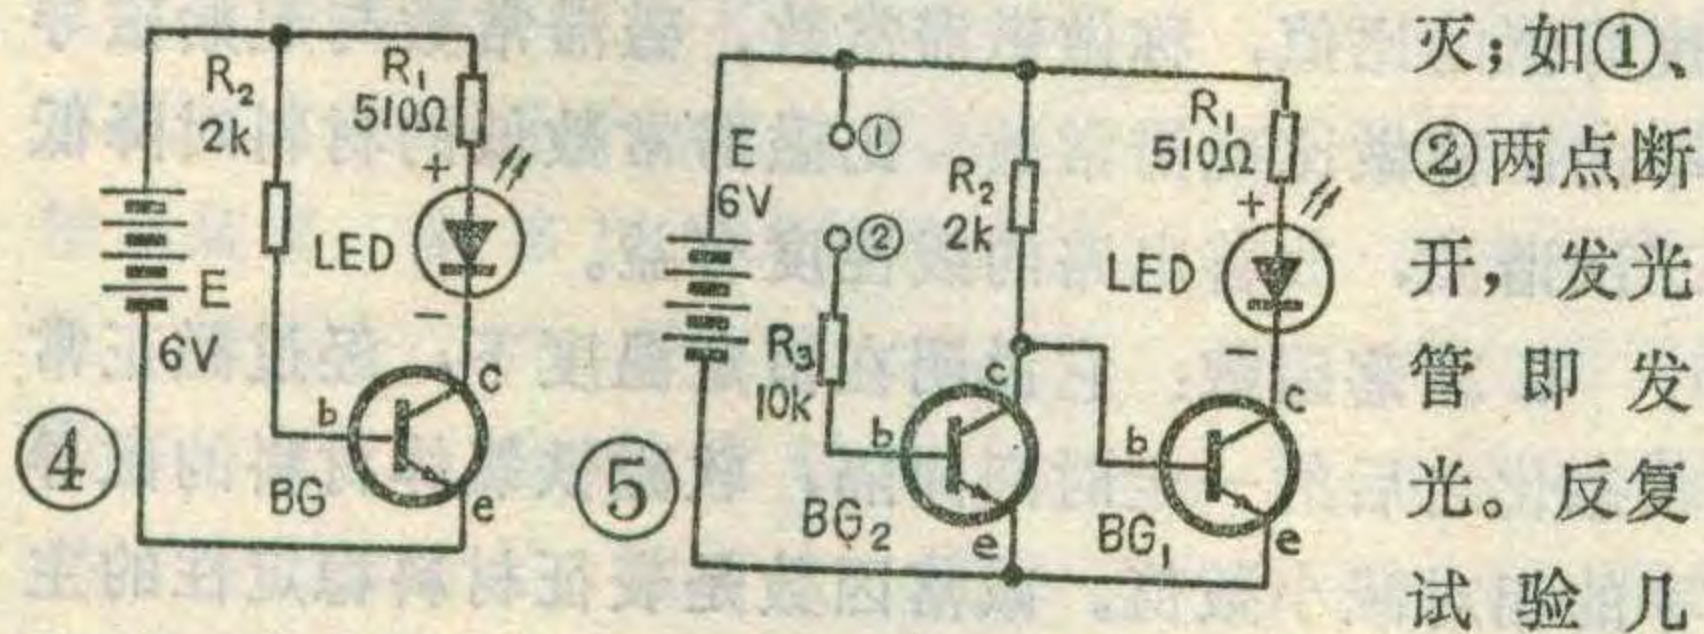 R₂
2k
R₁
510Ω
+
LED
−
E
6V
b
c
e
BG
④
E
6V
①
②
R₃
10k
R₂
2k
R₁
510Ω
+
LED
−
b
c
e
BG₂
b
c
e
BG₁
⑤
灭；如①、
②两点断
开，发光
管即发
光。反复
试验几